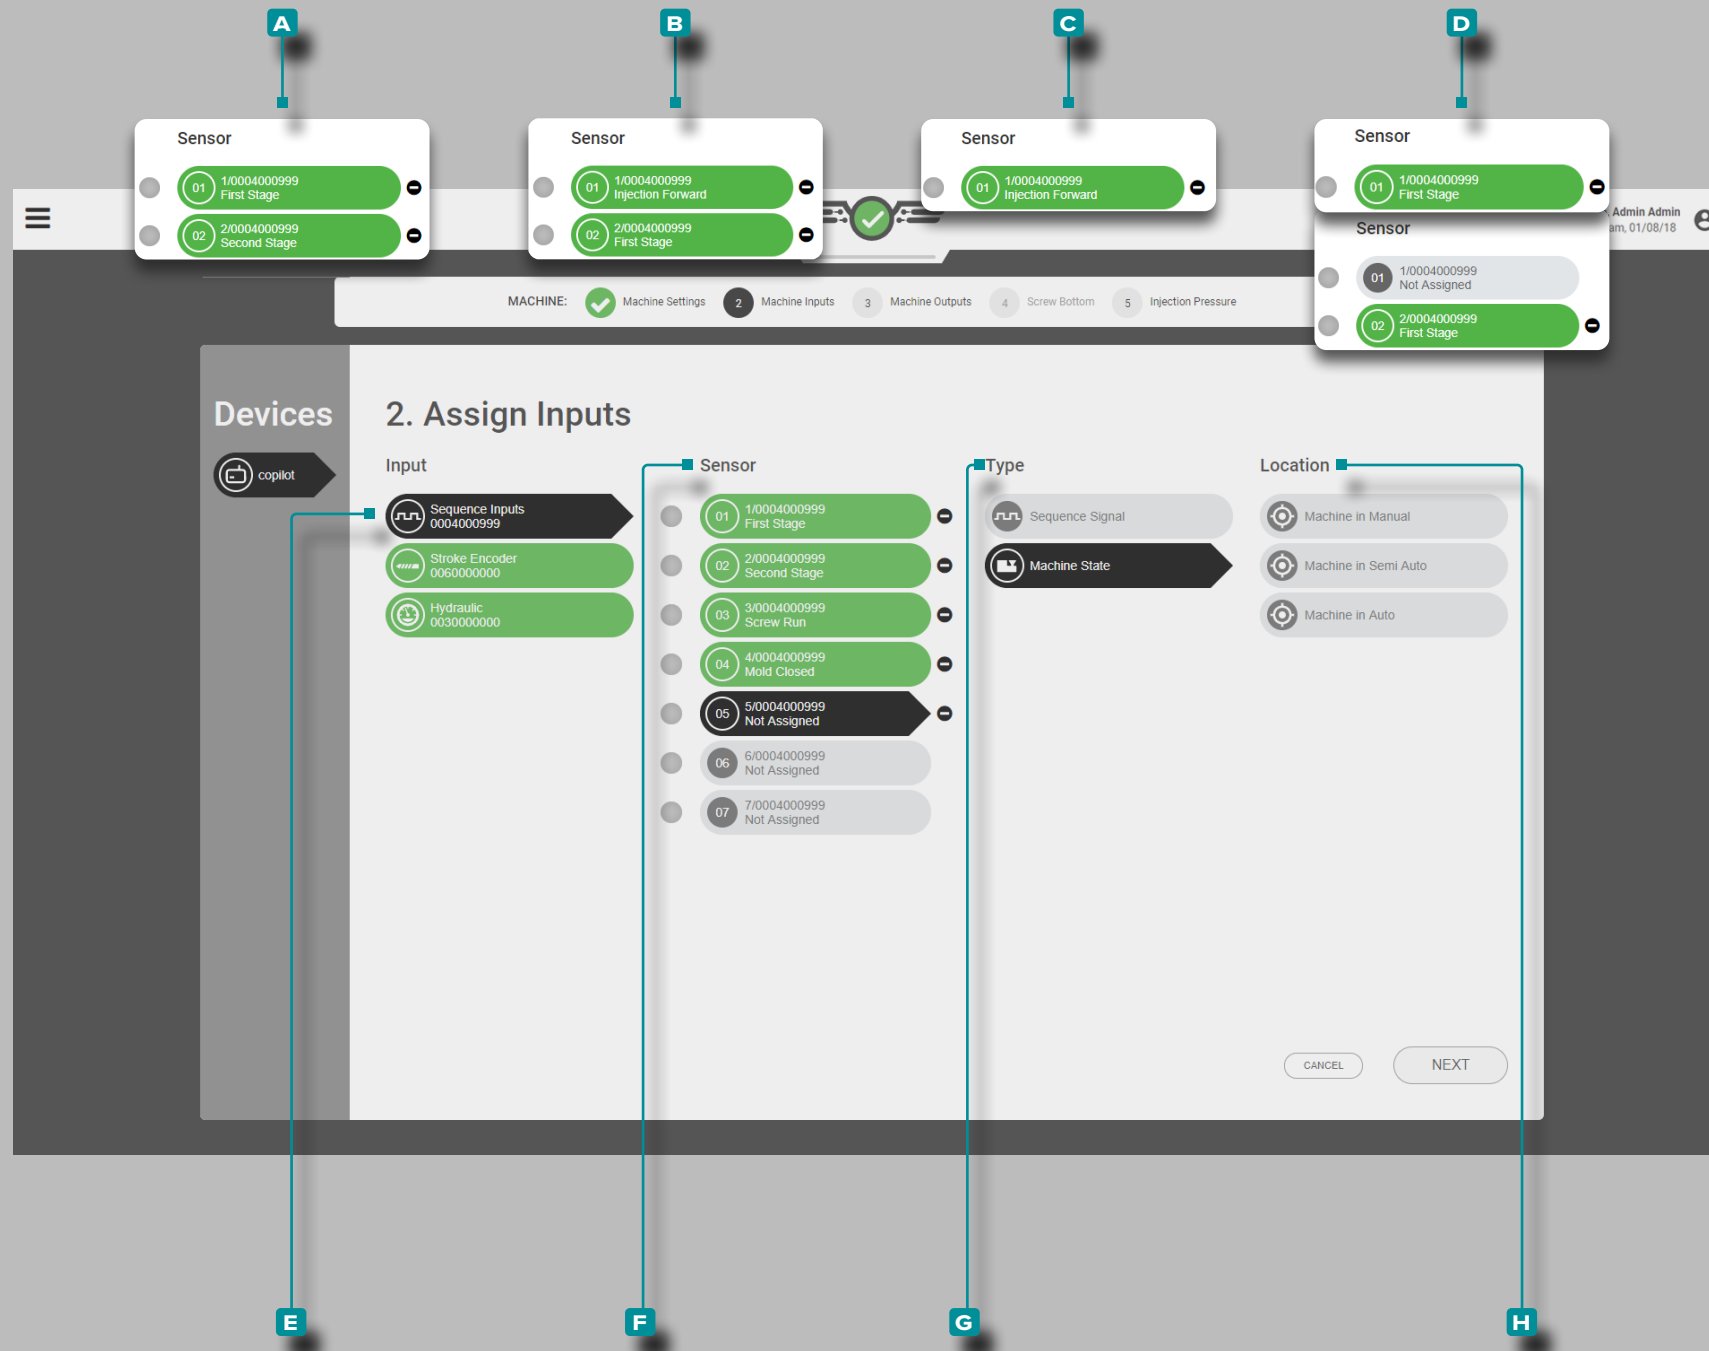 A
B
C
D
Sensor
01 1/0004000999
First Stage
02 2/0004000999
Second Stage
Sensor
01 1/0004000999
Injection Forward
02 2/0004000999
First Stage
Sensor
01 1/0004000999
Injection Forward
Sensor
01 1/0004000999
First Stage
Sensor
01 1/0004000999
Not Assigned
02 2/0004000999
First Stage
Admin Admin
am, 01/08/18
MACHINE: Machine Settings 2 Machine Inputs 3 Machine Outputs 4 Screw Bottom 5 Injection Pressure
Devices
copilot
2. Assign Inputs
Input
Sequence Inputs
0004000999
Stroke Encoder
0060000000
Hydraulic
0030000000
Sensor
01 1/0004000999
First Stage
02 2/0004000999
Second Stage
03 3/0004000999
Screw Run
04 4/0004000999
Mold Closed
05 5/0004000999
Not Assigned
06 6/0004000999
Not Assigned
07 7/0004000999
Not Assigned
Type
Sequence Signal
Machine State
Location
Machine in Manual
Machine in Semi Auto
Machine in Auto
CANCEL
NEXT
E
F
G
H